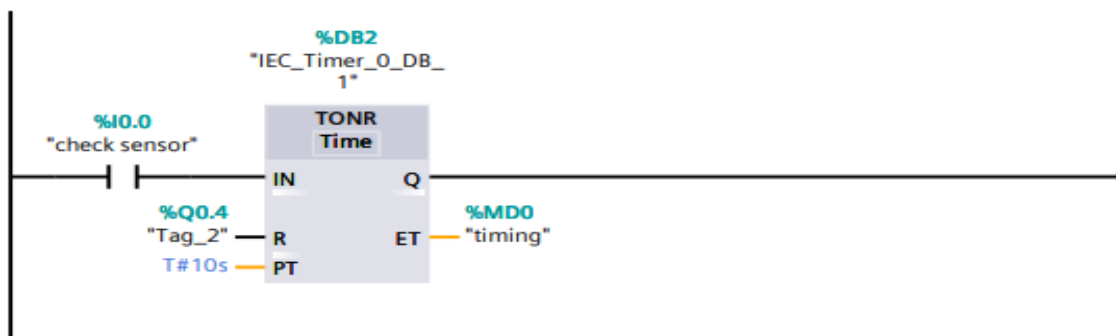 %DB2
"IEC_Timer_0_DB_
1"
%I0.0
"check sensor"
TONR
Time
IN
Q
%Q0.4
"Tag_2"
R
ET
%MD0
"timing"
T#10s
PT